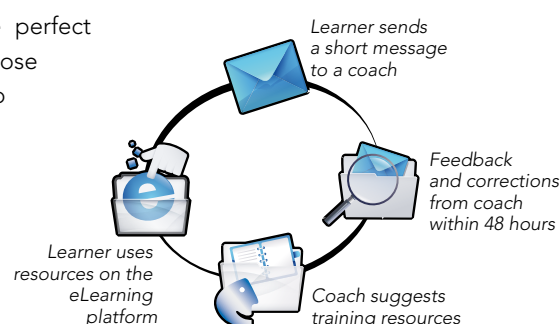 perfect
ose
Learner sends
a short message
to a coach
Feedback
and corrections
from coach
within 48 hours
Coach suggests
training resources
Learner uses
resources on the
eLearning
platform